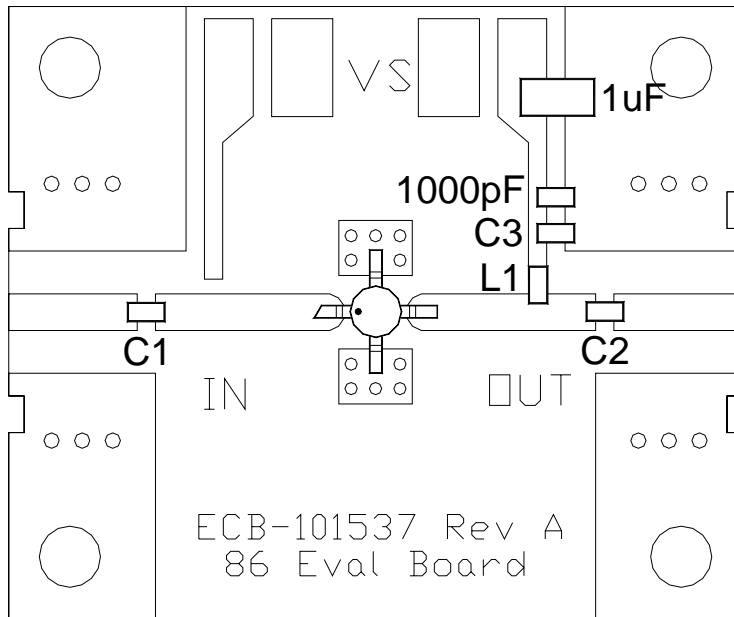 VS
1uF
1000pF
C3
L1
C1
C2
IN
OUT
ECB-101537 Rev A
86 Eval Board